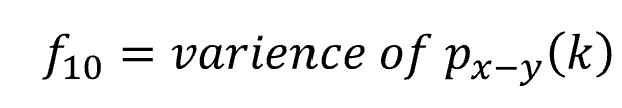 f₁₀ = varience of pₓ₋ᵧ(k)